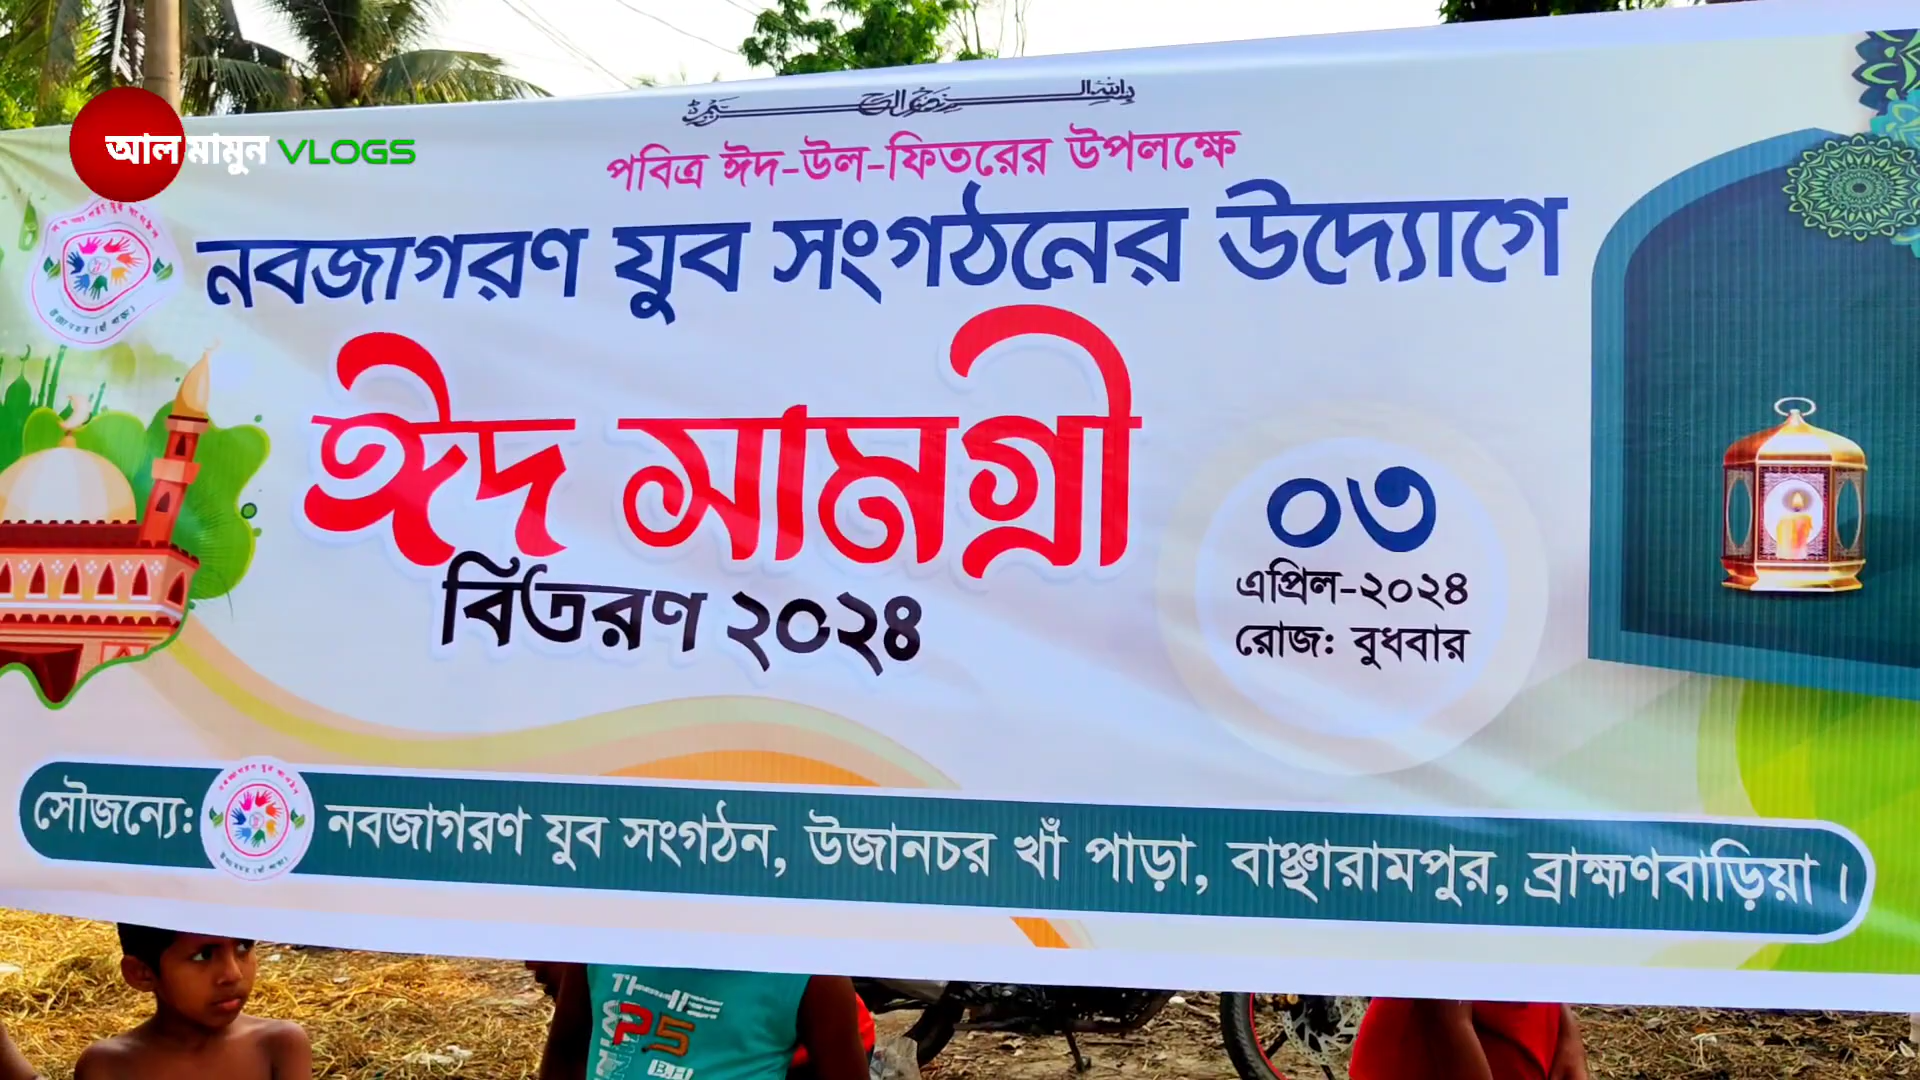 আল মামুন VLOGS
পবিত্র ঈদ-উল-ফিতরের উপলক্ষে
নবজাগরণ যুব সংগঠনের উদ্যোগে
ঈদ সামগ্রী
বিতরণ ২০২৪
০৩
এপ্রিল-২০২৪
রোজ: বুধবার
সৌজন্যে: নবজাগরণ যুব সংগঠন, উজানচর খাঁ পাড়া, বাঞ্ছারামপুর, ব্রাহ্মণবাড়িয়া।